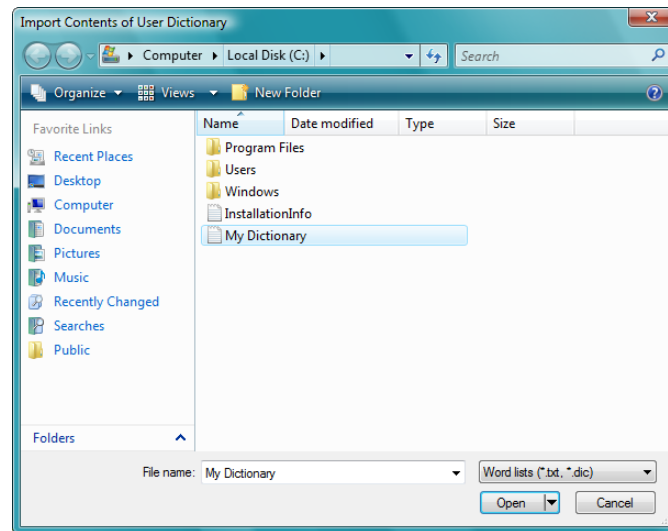 Import Contents of User Dictionary
Computer Local Disk (C:)
Search
Organize Views New Folder
Favorite Links
Recent Places
Desktop
Computer
Documents
Pictures
Music
Recently Changed
Searches
Public
Folders
Name Date modified Type Size
Program Files
Users
Windows
InstallationInfo
My Dictionary
File name: My Dictionary Word lists (*.txt, *.dic)
Open Cancel